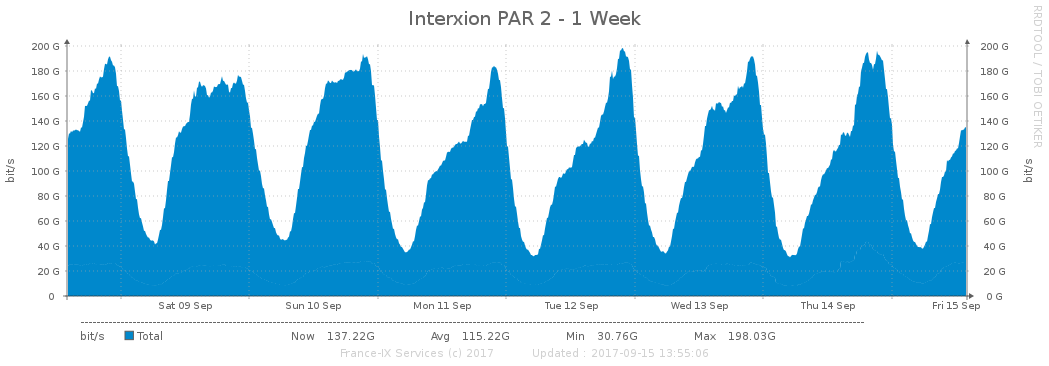 Interxion PAR 2 - 1 Week
RRDTOOL / TOBI OETIKER
bit/s
200 G
180 G
160 G
140 G
120 G
100 G
80 G
60 G
40 G
20 G
0
200 G
180 G
160 G
140 G
120 G
100 G
80 G
60 G
40 G
20 G
0 G
bit/s
Sat 09 Sep Sun 10 Sep Mon 11 Sep Tue 12 Sep Wed 13 Sep Thu 14 Sep Fri 15 Sep
bit/s Total Now 137.22G Avg 115.22G Min 30.76G Max 198.03G
France-IX Services (c) 2017 Updated : 2017-09-15 13:55:06